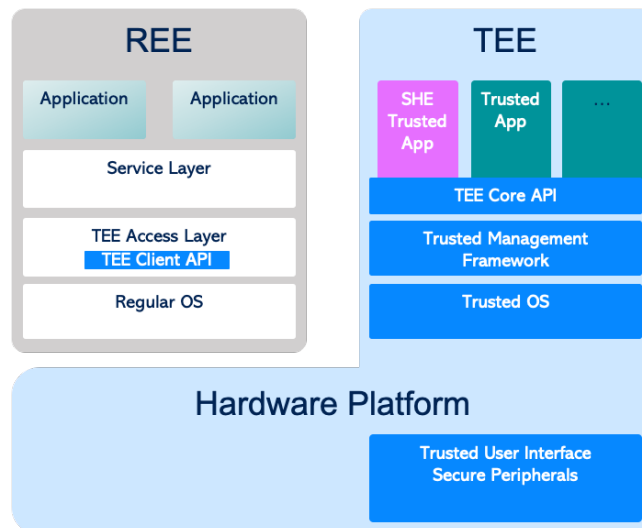 REE
Application
Application
Service Layer
TEE Access Layer
TEE Client API
Regular OS
TEE
SHE
Trusted
App
Trusted
App
...
TEE Core API
Trusted Management
Framework
Trusted OS
Hardware Platform
Trusted User Interface
Secure Peripherals